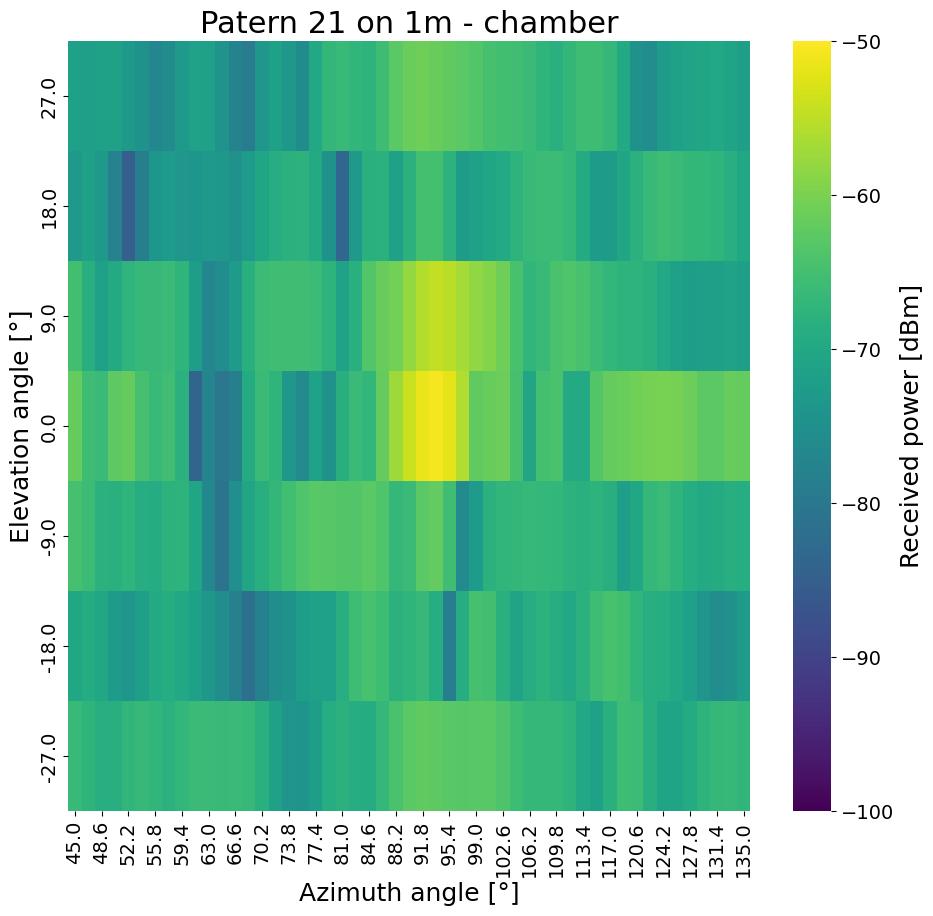 Patern 21 on 1m - chamber
Elevation angle [°]
27.0
18.0
9.0
0.0
-9.0
-18.0
-27.0
45.0 48.6 52.2 55.8 59.4 63.0 66.6 70.2 73.8 77.4 81.0 84.6 88.2 91.8 95.4 99.0 102.6 106.2 109.8 113.4 117.0 120.6 124.2 127.8 131.4 135.0
Azimuth angle [°]
−50
−60
−70
−80
−90
−100
Received power [dBm]